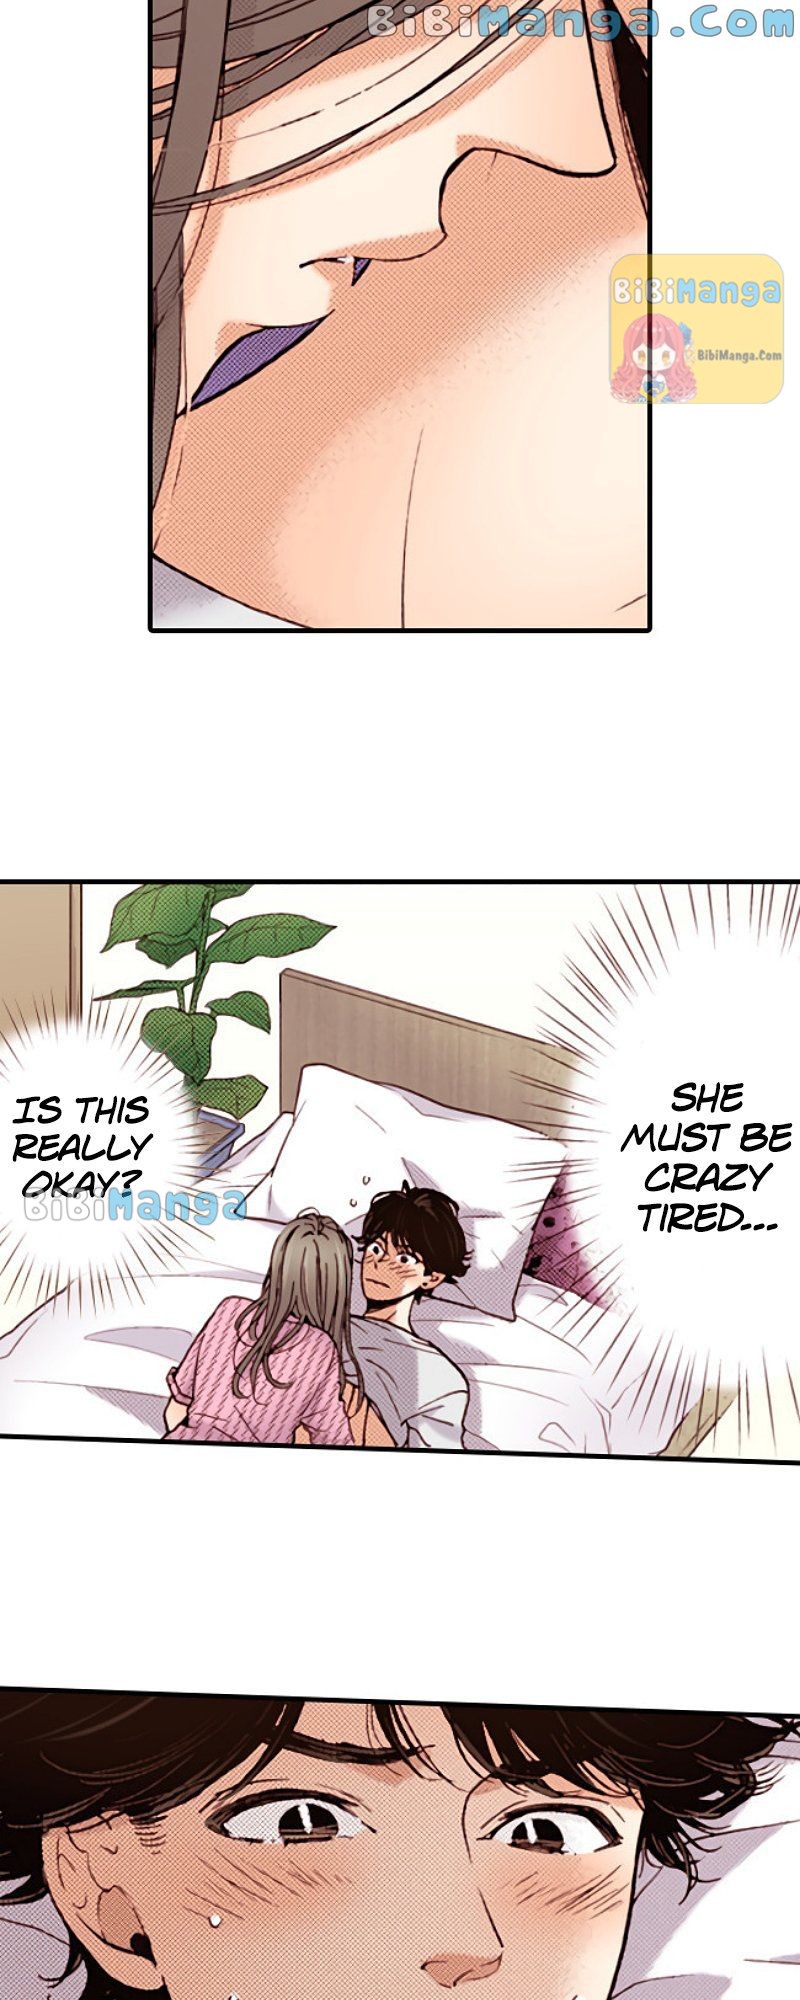 BiBiManga.Com
BiBiManga
BibiManga.Com
SHE
MUST BE
CRAZY
TIRED...
IS THIS
REALLY
OKAY?
BiBiManga